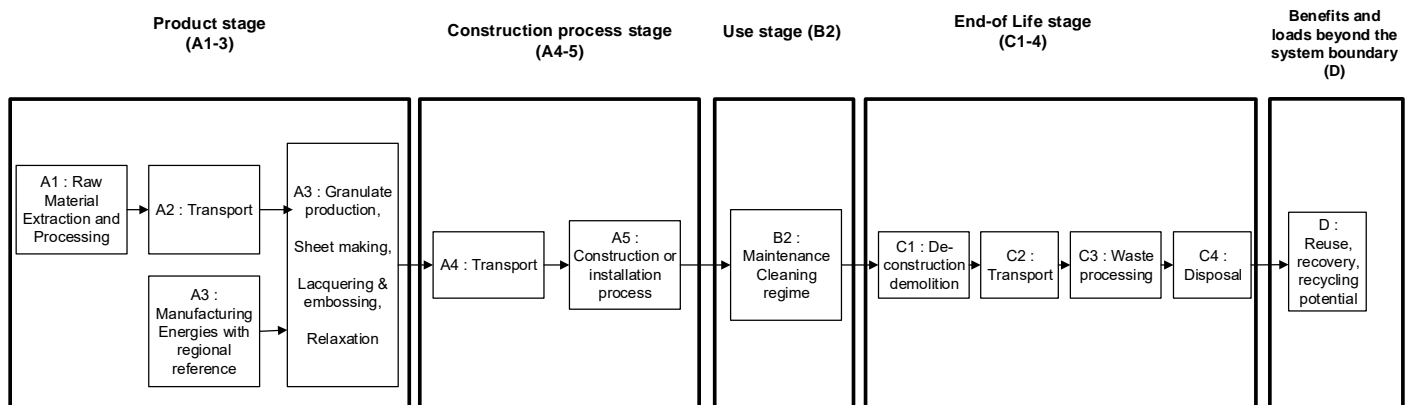 Product stage
(A1-3)
Construction process stage
(A4-5)
Use stage (B2)
End-of Life stage
(C1-4)
Benefits and
loads beyond the
system boundary
(D)
A1 : Raw
Material
Extraction and
Processing
A2 : Transport
A3 :
Manufacturing
Energies with
regional
reference
A3 : Granulate
production,
Sheet making,
Lacquering &
embossing,
Relaxation
A4 : Transport
A5 :
Construction or
installation
process
B2 :
Maintenance
Cleaning
regime
C1 : De-
construction
demolition
C2 :
Transport
C3 : Waste
processing
C4 :
Disposal
D :
Reuse,
recovery,
recycling
potential